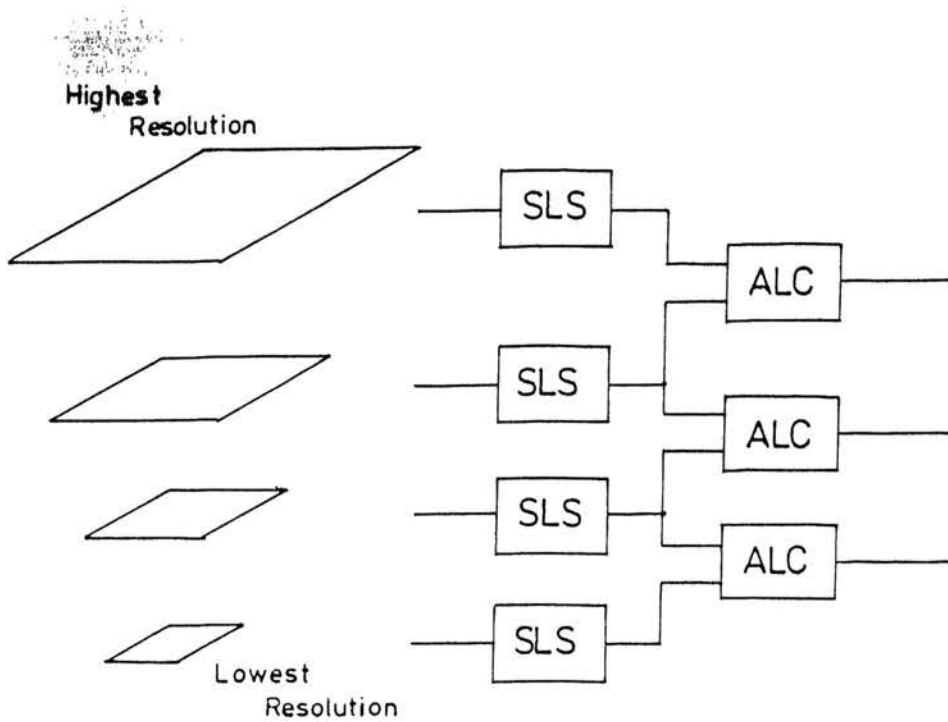 Highest
Resolution
SLS
ALC
SLS
ALC
SLS
ALC
SLS
Lowest
Resolution